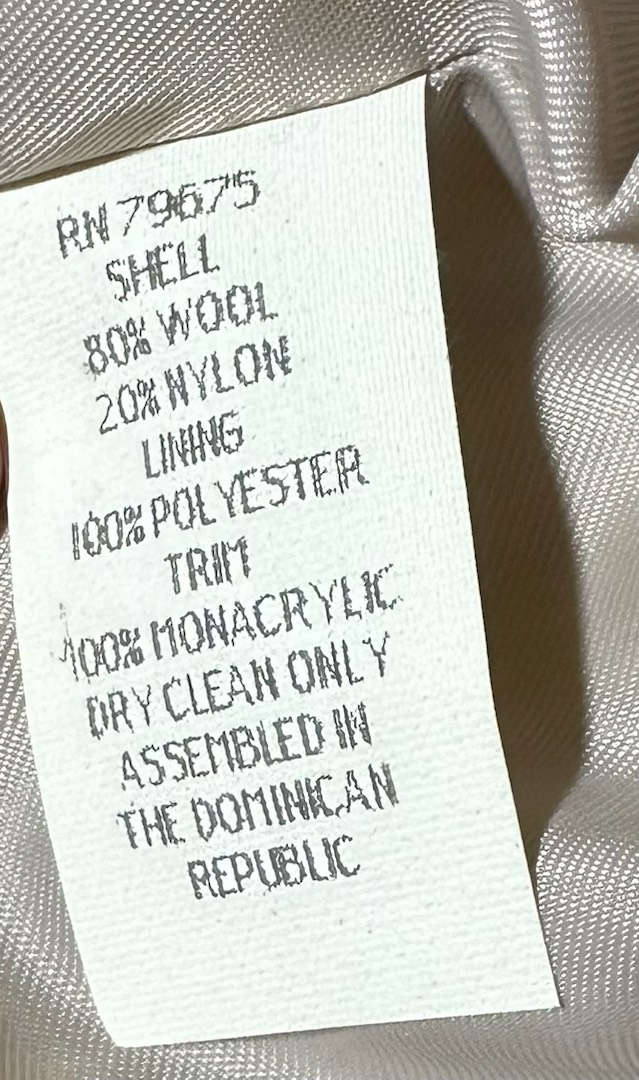 RN 79675
SHELL
80% WOOL
20% NYLON
LINING
100% POLYESTER
TRIM
100% MONACRYLIC
DRY CLEAN ONLY
ASSEMBLED IN
THE DOMINICAN
REPUBLIC